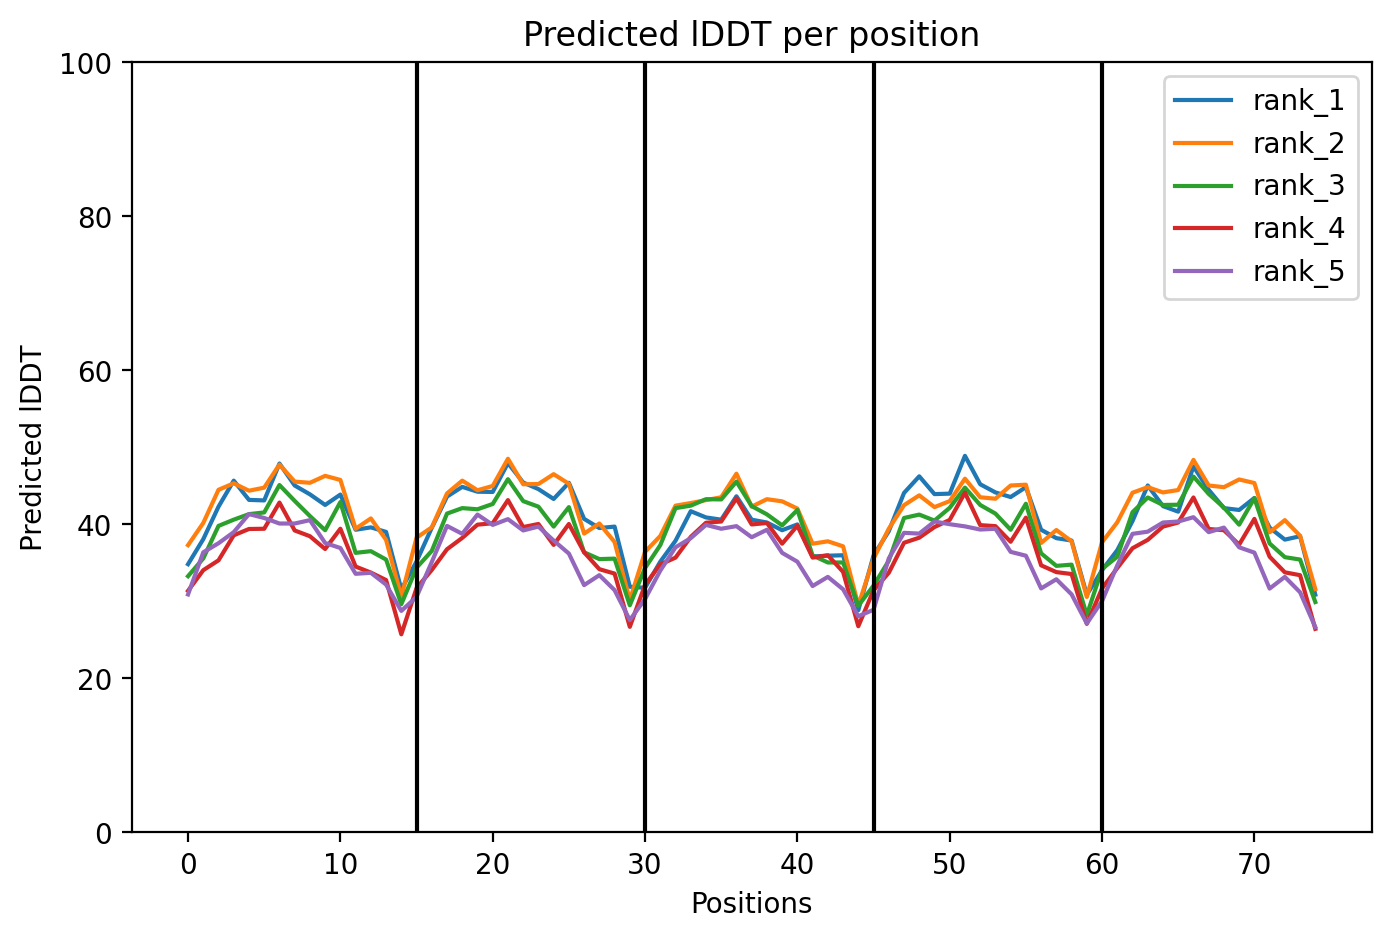 Predicted lDDT per position
100
80
60
40
20
0
Predicted lDDT
0 10 20 30 40 50 60 70
Positions
rank_1
rank_2
rank_3
rank_4
rank_5